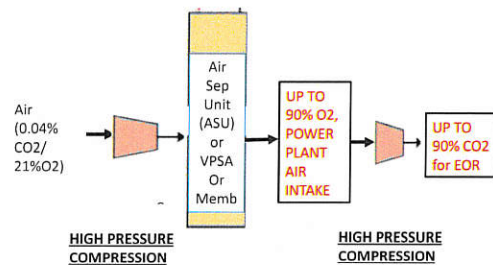 Air
(0.04%
CO2/
21%O2)
Air
Sep
Unit
(ASU)
or
VPSA
Or
Memb
UP TO
90% O2,
POWER
PLANT
AIR
INTAKE
UP TO
90% CO2
for EOR
HIGH PRESSURE
COMPRESSION
HIGH PRESSURE
COMPRESSION